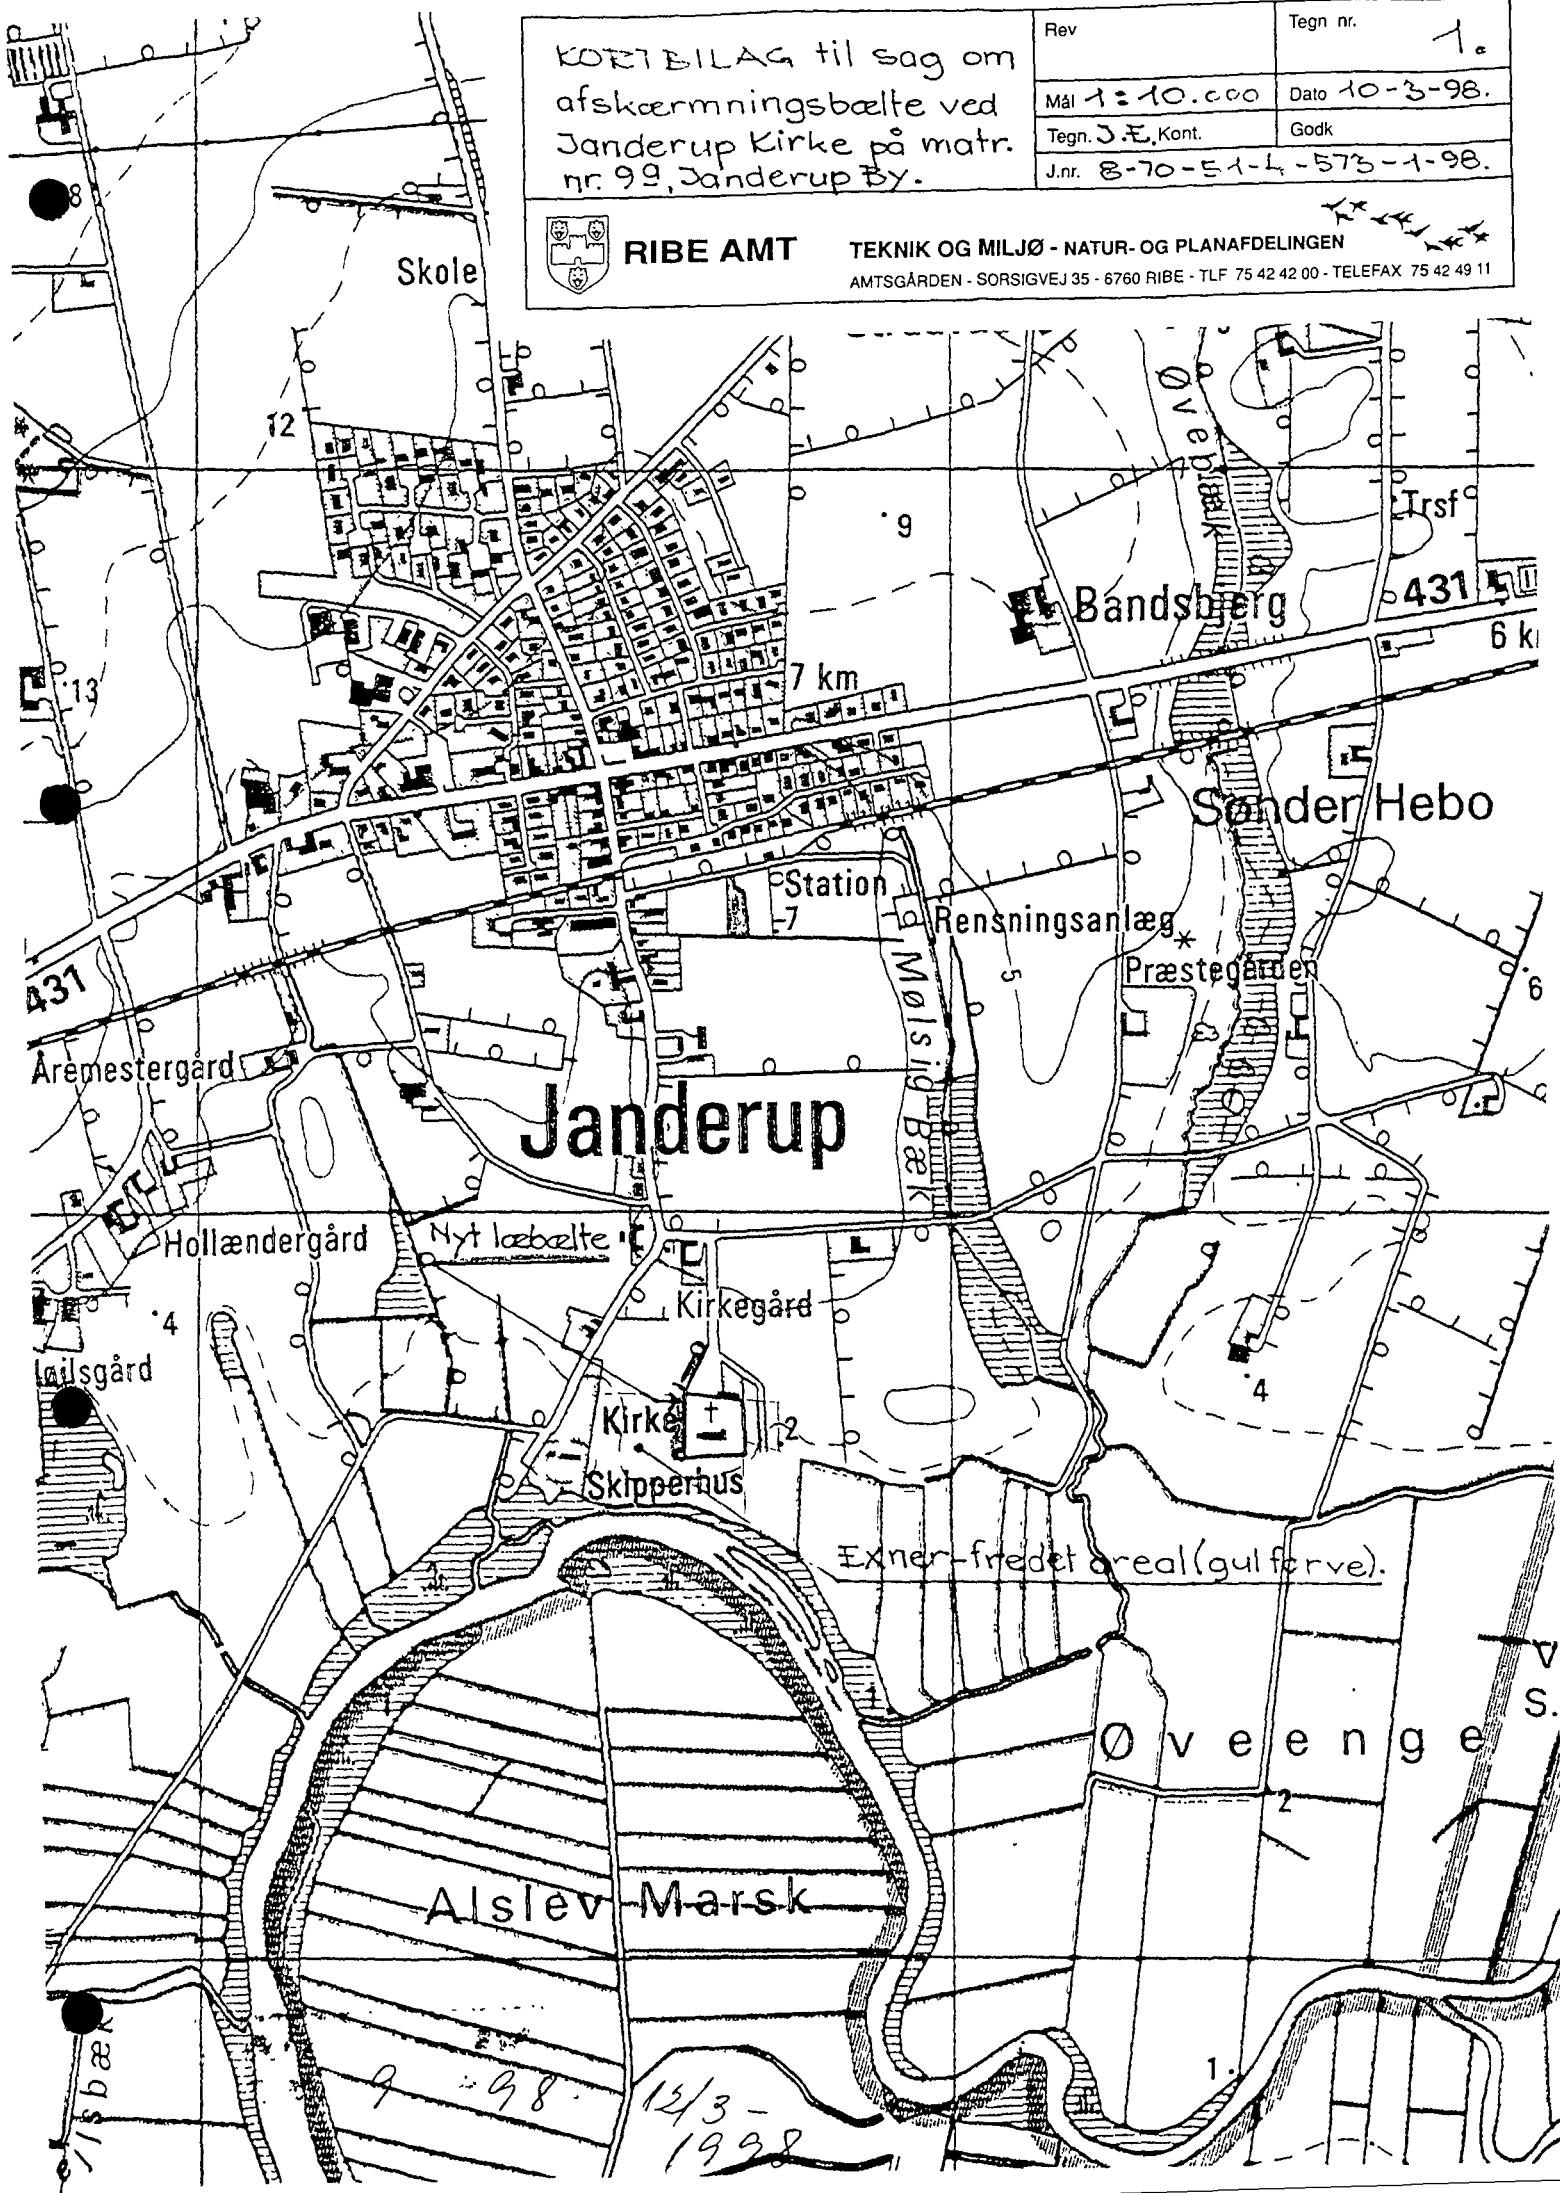 KORTBILAG til sag om
afskærmningsbælte ved
Janderup Kirke på matr.
nr. 9ª, Janderup By.
Rev
Tegn nr. 1.
Mål 1:10.000
Dato 10-3-98.
Tegn. J.E. Kont.
Godk
J.nr. 8-70-51-4-573-1-98.
RIBE AMT
TEKNIK OG MILJØ - NATUR- OG PLANAFDELINGEN
AMTSGÅRDEN - SORSIGVEJ 35 - 6760 RIBE - TLF 75 42 42 00 - TELEFAX 75 42 49 11
8
Skole
12
Øvebæk
9
Trsf
Bandsbjerg
431
6 k
13
7 km
Sønder Hebo
Station
7
Rensningsanlæg
Præstegården
431
5
6
Mølsig Bæk
Åremestergård
Janderup
Hollændergård
Nyt læbælte
4
Kirkegård
4
Kirke
2
Skipperhus
Exner-fredet areal (gul farve).
V
S.
Øveenge
2
Alslev Marsk
1
9 - 98.
12/3-
1998